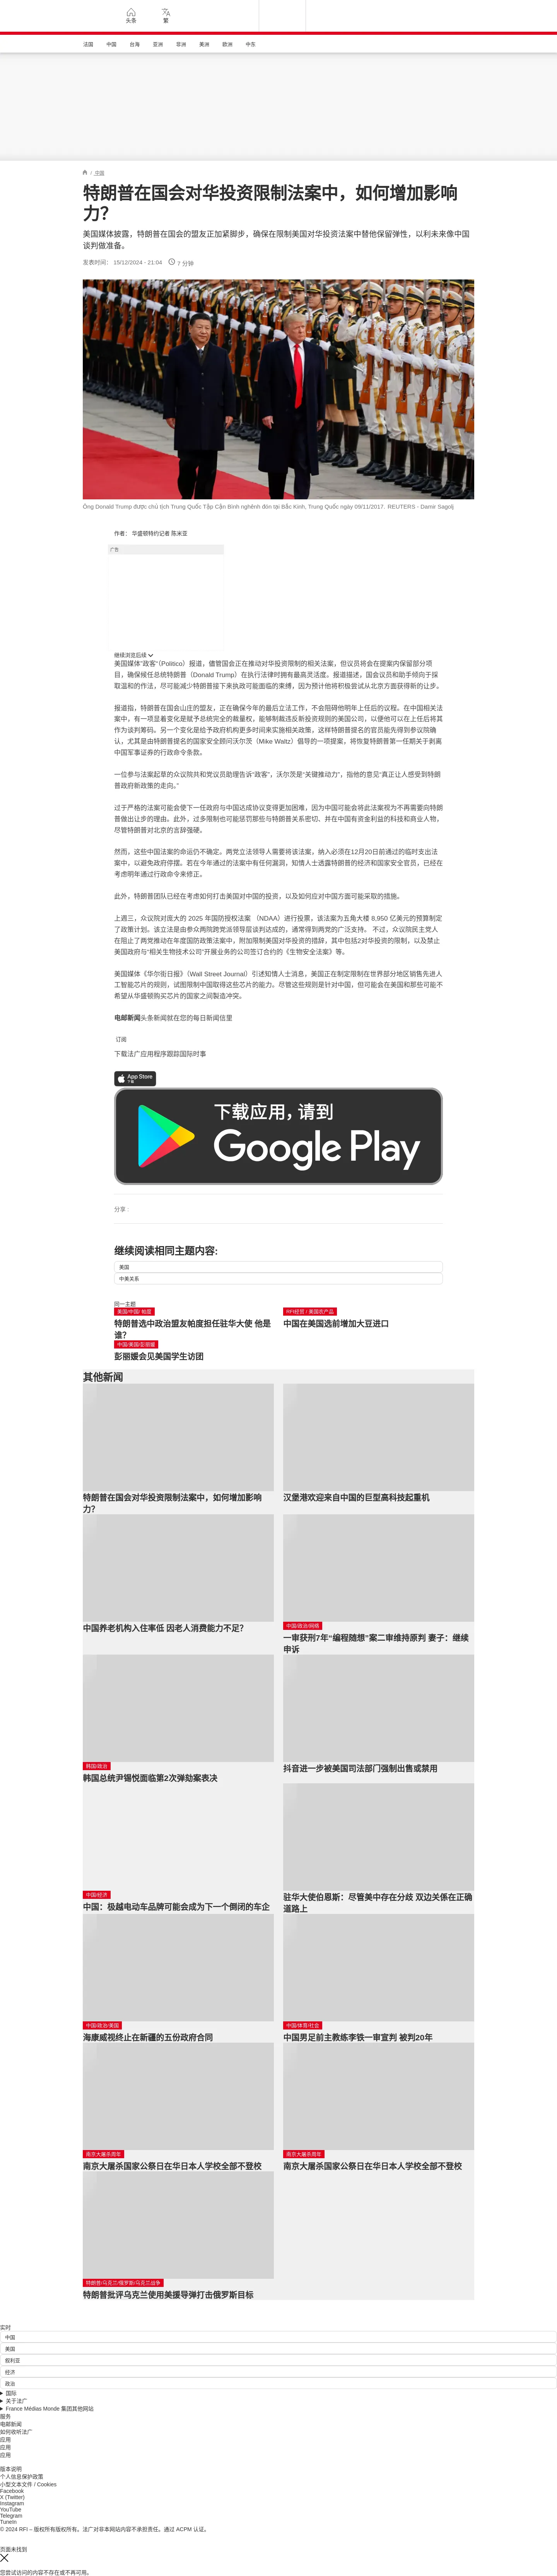 头条
繁
法国 中国 台海 亚洲 非洲 美洲 欧洲 中东
/ 中国
特朗普在国会对华投资限制法案中，如何增加影响
力？
美国媒体披露，特朗普在国会的盟友正加紧脚步，确保在限制美国对华投资法案中替他保留弹性，以利未来像中国
谈判做准备。
发表时间： 15/12/2024 - 21:04 7 分钟
Ông Donald Trump được chủ tịch Trung Quốc Tập Cận Bình nghênh đón tại Bắc Kinh, Trung Quốc ngày 09/11/2017. REUTERS - Damir Sagolj
作者： 华盛顿特约记者 陈米亚
广告
继续浏览后续
美国媒体"政客"（Politico）报道，儘管国会正在推动对华投资限制的相关法案，但议员将会在提案内保留部分项
目，确保候任总统特朗普（Donald Trump）在执行法律时拥有最高灵活度。报道描述，国会议员和助手倾向于採
取温和的作法，尽可能减少特朗普接下来执政可能面临的束缚，因为预计他将积极尝试从北京方面获得新的让步。
报道指，特朗普在国会山庄的盟友，正在确保今年的最后立法工作，不会阻碍他明年上任后的议程。在中国相关法
案中，有一项显着变化是赋予总统完全的裁量权，能够制裁违反新投资规则的美国公司，以便他可以在上任后将其
作为谈判筹码。另一个变化是给予政府机构更多时间来实施相关政策，这样特朗普提名的官员能先得到参议院确
认，尤其是由特朗普提名的国家安全顾问沃尔茨（Mike Waltz）倡导的一项提案，将恢复特朗普第一任期关于剥离
中国军事证券的行政命令条款。
一位参与法案起草的众议院共和党议员助理告诉"政客"，沃尔茨是"关键推动力"，指他的意见"真正让人感受到特朗
普政府新政策的走向。"
过于严格的法案可能会使下一任政府与中国达成协议变得更加困难，因为中国可能会将此法案视为不再需要向特朗
普做出让步的理由。此外，过多限制也可能惩罚那些与特朗普关系密切、并在中国有资金利益的科技和商业人物，
尽管特朗普对北京的言辞强硬。
然而，这些中国法案的命运仍不确定。两党立法领导人需要将该法案，纳入必须在12月20日前通过的临时支出法
案中，以避免政府停摆。若在今年通过的法案中有任何漏洞，知情人士透露特朗普的经济和国家安全官员，已经在
考虑明年通过行政命令来修正。
此外，特朗普团队已经在考虑如何打击美国对中国的投资，以及如何应对中国方面可能采取的措施。
上週三，众议院对庞大的 2025 年国防授权法案 （NDAA）进行投票，该法案为五角大楼 8,950 亿美元的预算制定
了政策计划。该立法是由参众两院跨党派领导层谈判达成的，通常得到两党的广泛支持。 不过，众议院民主党人
在阻止了两党推动在年度国防政策法案中，附加限制美国对华投资的措辞，其中包括2对华投资的限制，以及禁止
美国政府与"相关生物技术公司"开展业务的公司签订合约的《生物安全法案》等。
美国媒体《华尔街日报》（Wall Street Journal）引述知情人士消息，美国正在制定限制在世界部分地区销售先进人
工智能芯片的规则，试图限制中国取得这些芯片的能力。尽管这些规则是针对中国，但可能会在美国和那些可能不
希望从华盛顿购买芯片的国家之间製造冲突。
电邮新闻头条新闻就在您的每日新闻信里
订阅
下载法广应用程序跟踪国际时事
App Store
下载
下载应用，请到
Google Play
分享 :
继续阅读相同主题内容:
美国
中美关系
同一主题
美国/中国/ 帕度
特朗普选中政治盟友帕度担任驻华大使 他是
谁？
RFI经贸 / 美国农产品
中国在美国选前增加大豆进口
中国/美国/彭丽媛
彭丽媛会见美国学生访团
其他新闻
特朗普在国会对华投资限制法案中，如何增加影响
力？
汉堡港欢迎来自中国的巨型高科技起重机
中国养老机构入住率低 因老人消费能力不足？
中国/政治/网络
一审获刑7年"编程随想"案二审维持原判 妻子：继续
申诉
韩国/政治
韩国总统尹锡悦面临第2次弹劾案表决
抖音进一步被美国司法部门强制出售或禁用
中国/经济
中国：极越电动车品牌可能会成为下一个倒闭的车企
驻华大使伯恩斯：尽管美中存在分歧 双边关係在正确
道路上
中国/政治/美国
海康威视终止在新疆的五份政府合同
中国/体育/社会
中国男足前主教练李铁一审宣判 被判20年
南京大屠杀周年
南京大屠杀国家公祭日在华日本人学校全部不登校
南京大屠杀周年
南京大屠杀国家公祭日在华日本人学校全部不登校
特朗普/乌克兰/俄罗斯/乌克兰战争
特朗普批评乌克兰使用美援导弹打击俄罗斯目标
实时
中国
美国
叙利亚
经济
政治
国际
关于法广
France Médias Monde 集团其他网站
服务
电邮新闻
如何收听法广
应用
应用
应用
版本说明
个人信息保护政策
小型文本文件 / Cookies
Facebook
X (Twitter)
Instagram
YouTube
Telegram
TuneIn
© 2024 RFI – 版权所有版权所有。法广对非本网站内容不承担责任。通过 ACPM 认证。
页面未找到
您尝试访问的内容不存在或不再可用。